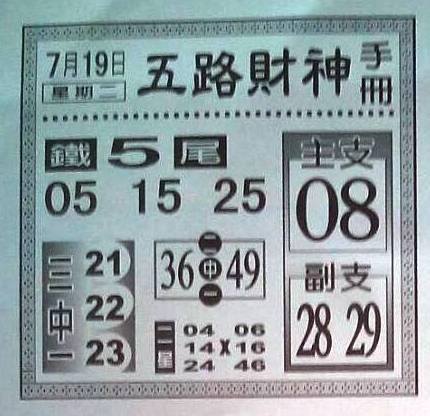 7月19日
星期二
五路財神
手冊
鐵5尾
05 15 25
主支
08
三中一
21
22
23
二中一
36 49
副支
28 29
二星
04 06
14X16
24 46